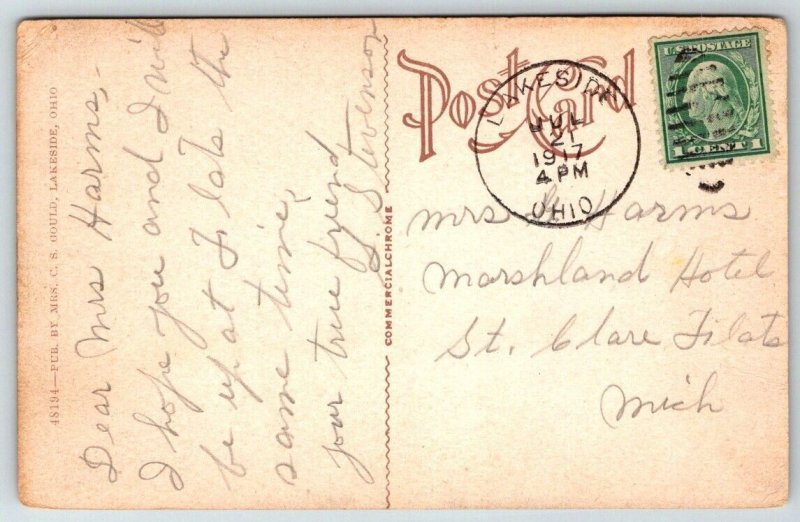 Post Card
U.S. POSTAGE
1 CENT 1
LAKESIDE
JUL
21
1917
4 PM
OHIO
Dear Mrs Harms,-
I hope you and I will
be up at Flats the
same time,
your true friend
Stevenson
48194—PUB. BY MRS. C. S. GOULD, LAKESIDE, OHIO
COMMERCIALCHROME
Mrs Harms
Marshland Hotel
St. Clare Flats
Mich